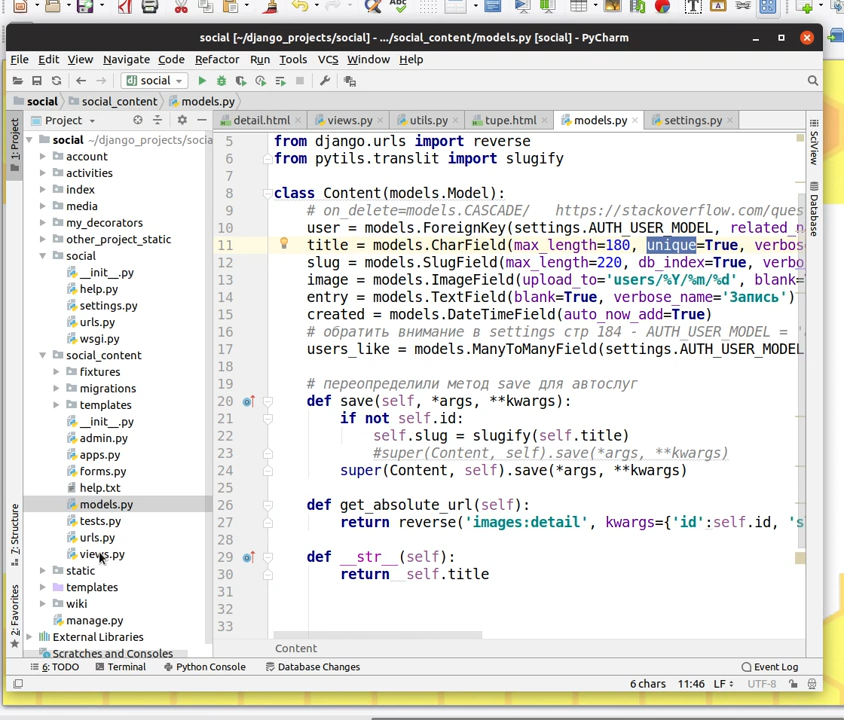 social [~/django_projects/social] - .../social_content/models.py [social] - PyCharm
File Edit View Navigate Code Refactor Run Tools VCS Window Help
social
social social_content models.py
Project
detail.html views.py utils.py tupe.html models.py settings.py
1: Project
7: Structure
2: Favorites
SciView
Database
social ~/django_projects/socia
account
activities
index
media
my_decorators
other_project_static
social
__init__.py
help.py
settings.py
urls.py
wsgi.py
social_content
fixtures
migrations
templates
__init__.py
admin.py
apps.py
forms.py
help.txt
models.py
tests.py
urls.py
views.py
static
templates
wiki
manage.py
External Libraries
Scratches and Consoles
5 from django.urls import reverse
6 from pytils.translit import slugify
7
8 class Content(models.Model):
9 # on_delete=models.CASCADE/ https://stackoverflow.com/ques
10 user = models.ForeignKey(settings.AUTH_USER_MODEL, related_n
11 title = models.CharField(max_length=180, unique=True, verbos
12 slug = models.SlugField(max_length=220, db_index=True, verbo
13 image = models.ImageField(upload_to='users/%Y/%m/%d', blank=
14 entry = models.TextField(blank=True, verbose_name='Запись')
15 created = models.DateTimeField(auto_now_add=True)
16 # обратить внимание в settings стр 184 - AUTH_USER_MODEL = '
17 users_like = models.ManyToManyField(settings.AUTH_USER_MODEL
18
19 # переопределили метод save для автослуг
20 def save(self, *args, **kwargs):
21 if not self.id:
22 self.slug = slugify(self.title)
23 #super(Content, self).save(*args, **kwargs)
24 super(Content, self).save(*args, **kwargs)
25
26 def get_absolute_url(self):
27 return reverse('images:detail', kwargs={'id':self.id, 's
28
29 def __str__(self):
30 return self.title
31
32
33
Content
6: TODO Terminal Python Console Database Changes Event Log
6 chars 11:46 LF UTF-8